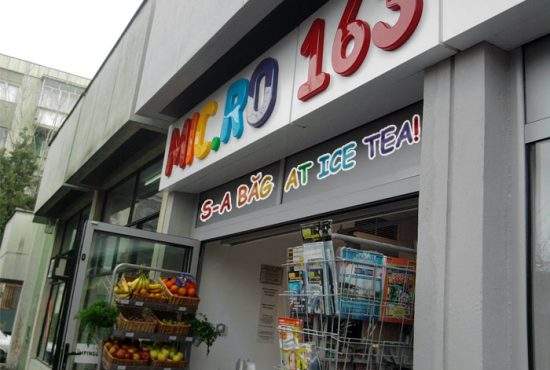 MIC.RO 163
S-A BĂG AT ICE TEA!